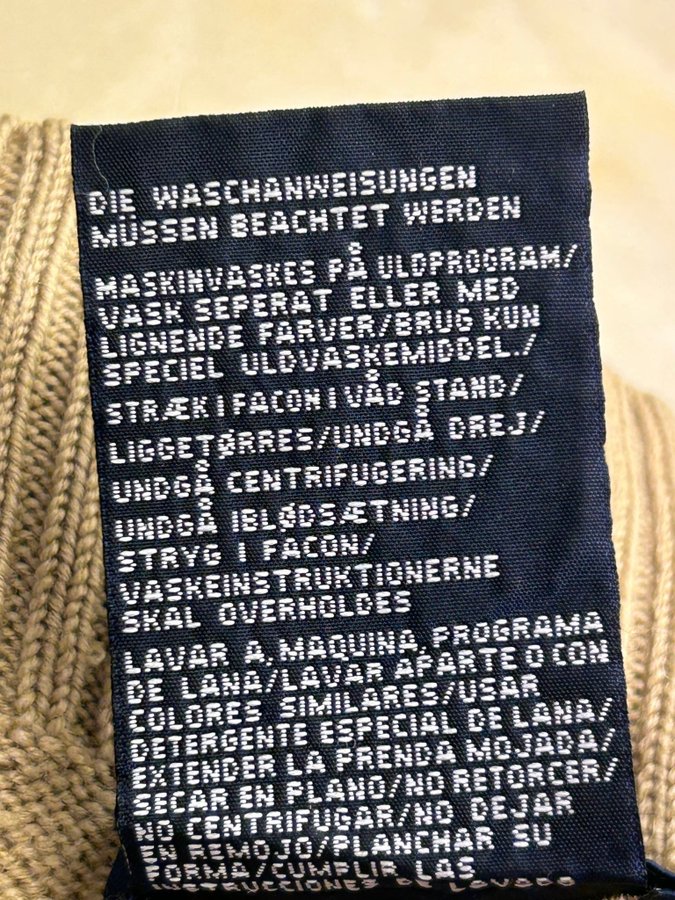 DIE WASCHANWEISUNGEN
MÜSSEN BEACHTET WERDEN
MASKINVASKES PÅ ULDPROGRAM/
VASK SEPERAT ELLER MED
LIGNENDE FARVER/BRUG KUN
SPECIEL ULDVASKEMIDDEL./
STRÆK I FACON I VÅD STAND/
LIGGETØRRES/UNDGÅ DREJ/
UNDGÅ CENTRIFUGERING/
UNDGÅ IBLØDSÆTNING/
STRYG I FACON/
VASKEINSTRUKTIONERNE
SKAL OVERHOLDES
LAVAR A, MAQUINA, PROGRAMA
DE LANA/LAVAR APARTE O CON
COLORES SIMILARES/USAR
DETERGENTE ESPECIAL DE LANA/
EXTENDER LA PRENDA MOJADA/
SECAR EN PLANO/NO RETORCER/
NO CENTRIFUGAR/NO DEJAR
EN REMOJO/PLANCHAR SU
FORMA/CUMPLIR LAS
INSTRUCCIONES DE LAVADO